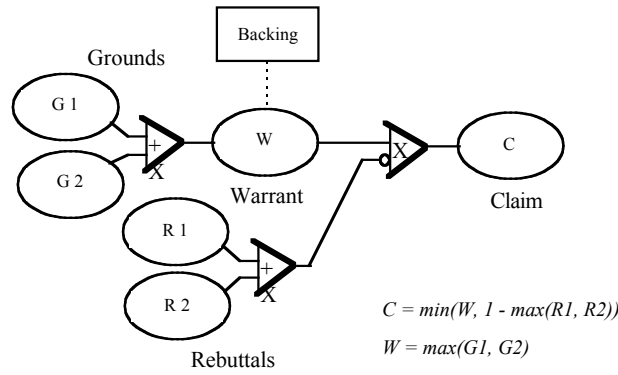 Backing
Grounds
G 1
+
X
G 2
W
X
C
Warrant
Claim
R 1
+
X
R 2
C = min(W, 1 - max(R1, R2))
W = max(G1, G2)
Rebuttals